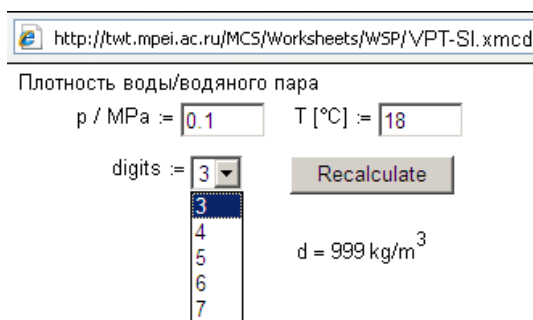 http://twt.mpei.ac.ru/MCS/Worksheets/WSP/VPT-SI.xmcd
Плотность воды/водяного пара
p / MPa := 0.1 T [°C] := 18
digits := 3 Recalculate
3
4
5
6
7
d = 999 kg/m³